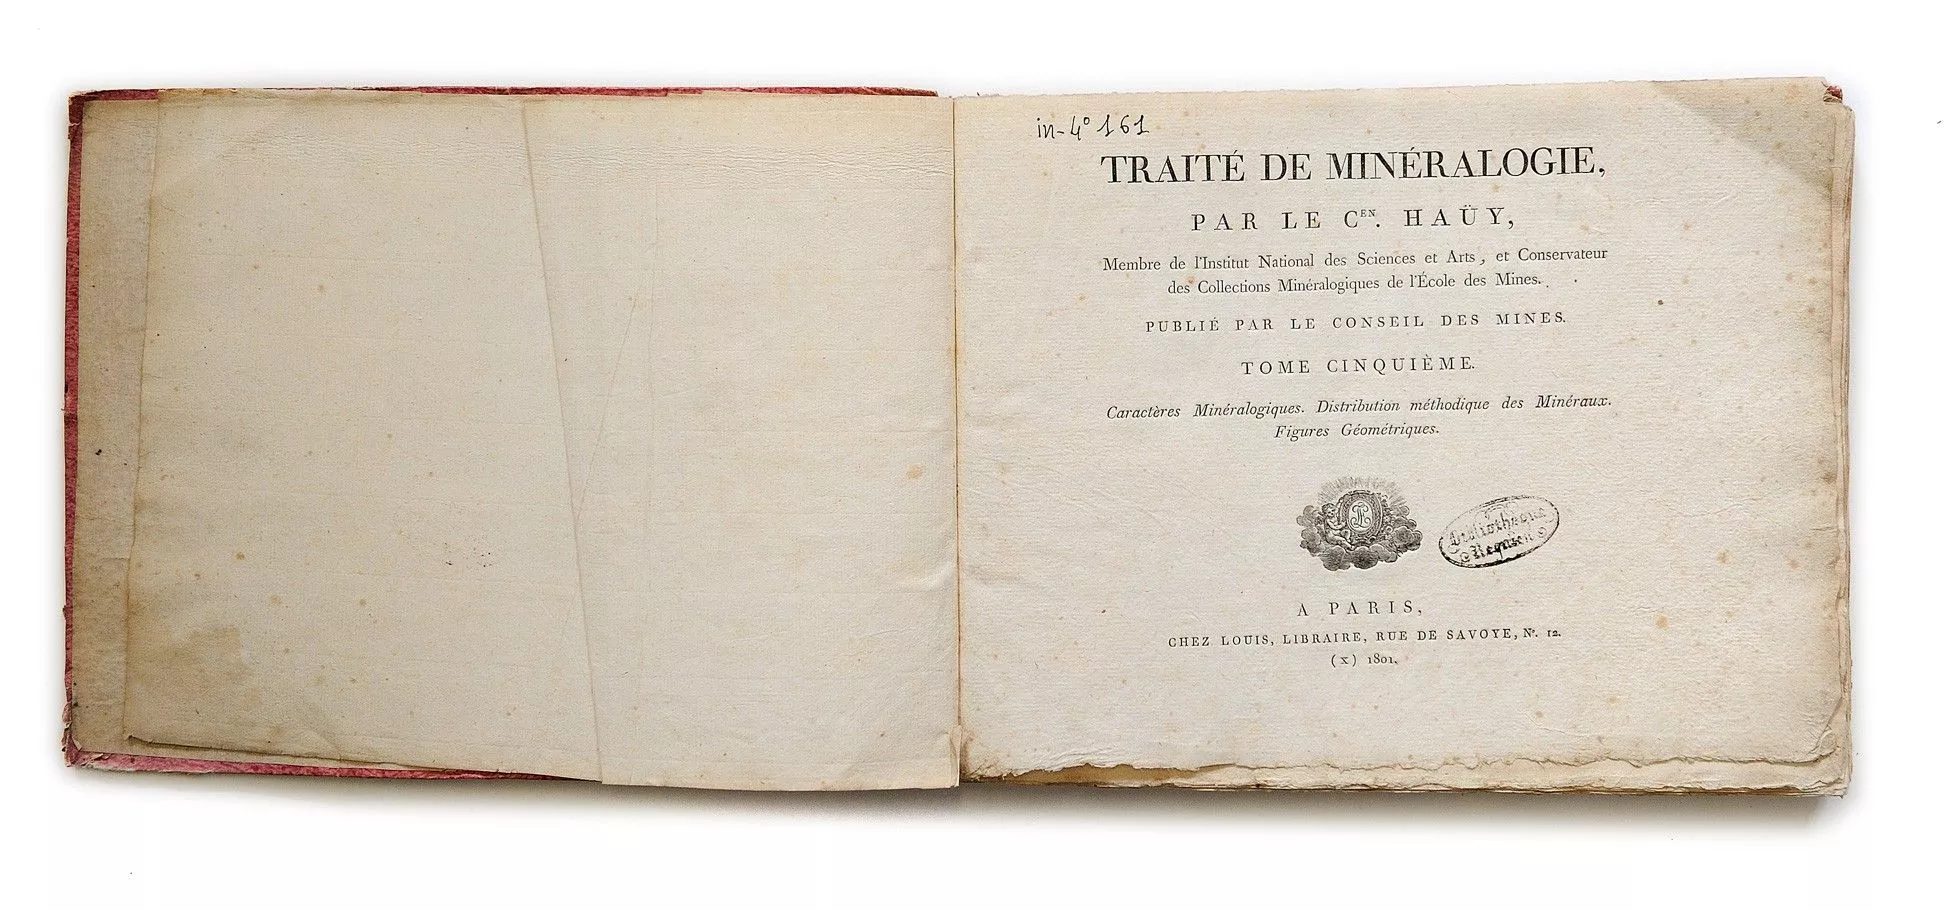 in-4° 161
TRAITÉ DE MINÉRALOGIE,
PAR LE CEN. HAÜY,
Membre de l'Institut National des Sciences et Arts, et Conservateur
des Collections Minéralogiques de l'École des Mines.
PUBLIÉ PAR LE CONSEIL DES MINES.
TOME CINQUIÈME.
Caractères Minéralogiques. Distribution méthodique des Minéraux.
Figures Géométriques.
Bibliothèque
Requien
A PARIS,
CHEZ LOUIS, LIBRAIRE, RUE DE SAVOYE, N°. 12.
(X) 1801.